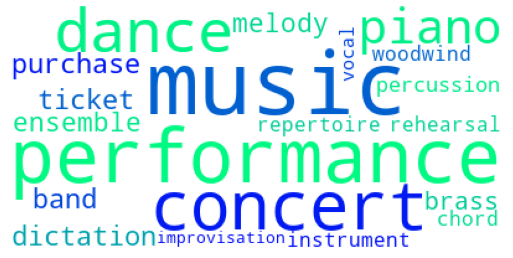 dance melody vocal piano
purchase music woodwind
ticket percussion
ensemble repertoire rehearsal
performance
band concert brass
chord
dictation improvisation instrument